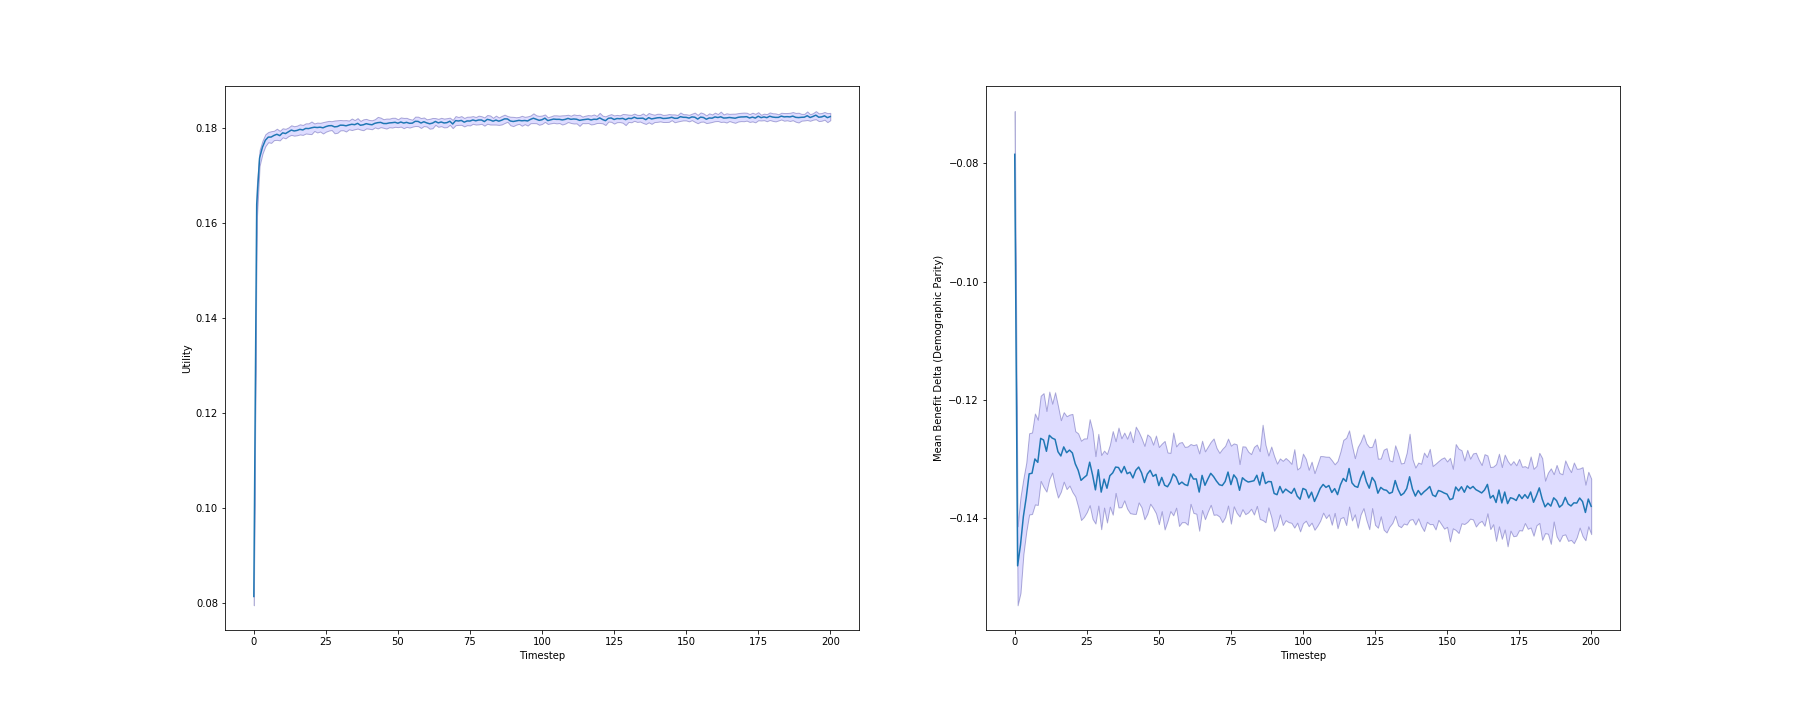 0.18
0.16
0.14
0.12
0.10
0.08
Utility
0 25 50 75 100 125 150 175 200
Timestep
−0.08
−0.10
−0.12
−0.14
Mean Benefit Delta (Demographic Parity)
0 25 50 75 100 125 150 175 200
Timestep